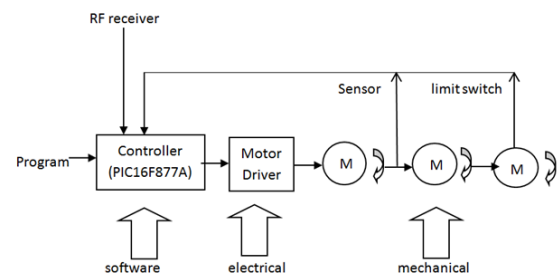 RF receiver
Sensor
limit switch
Program
Controller
(PIC16F877A)
Motor
Driver
M
M
M
software
electrical
mechanical